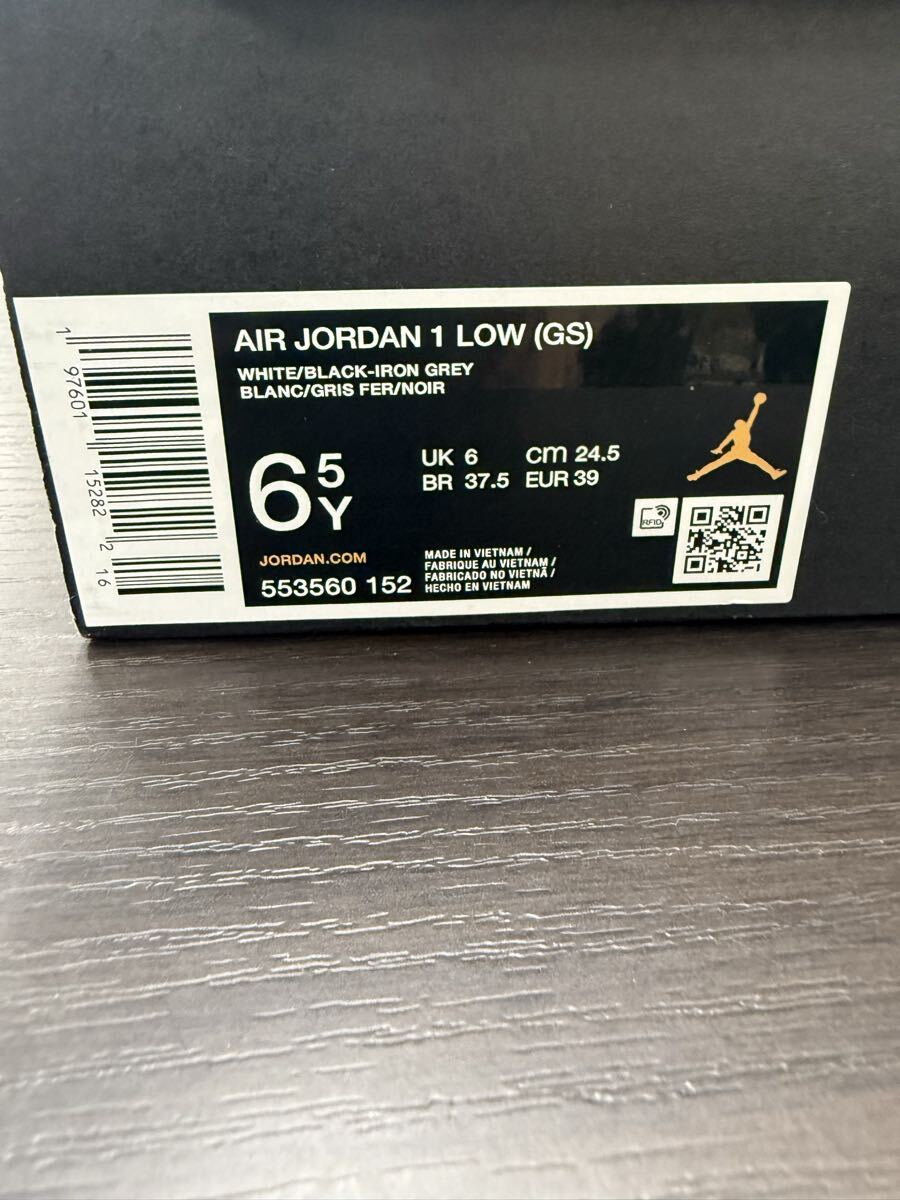 AIR JORDAN 1 LOW (GS)
WHITE/BLACK-IRON GREY
BLANC/GRIS FER/NOIR
6 5 Y
UK 6 cm 24.5
BR 37.5 EUR 39
RFID
JORDAN.COM
553560 152
MADE IN VIETNAM /
FABRIQUE AU VIETNAM /
FABRICADO NO VIETNÃ /
HECHO EN VIETNAM
1 97601 15282 2 16